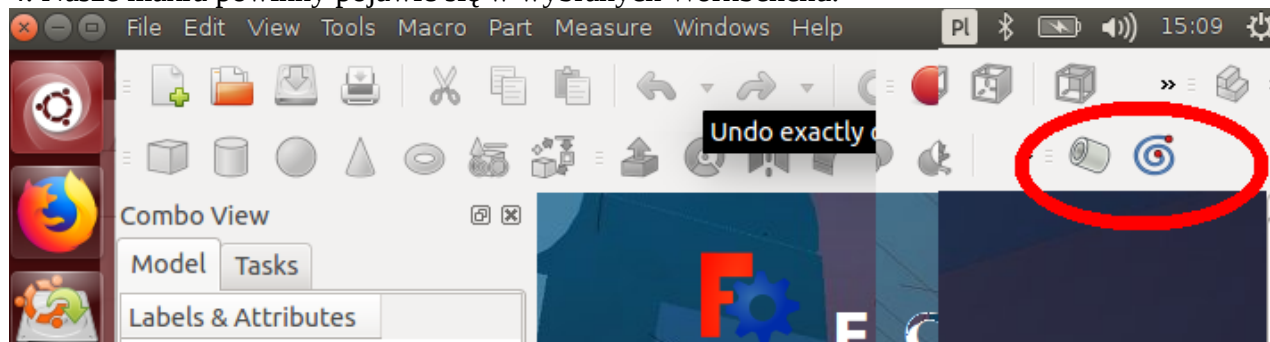 File Edit View Tools Macro Part Measure Windows Help Pl 15:09
»
Undo exactly
Combo View
Model Tasks
Labels & Attributes
F E